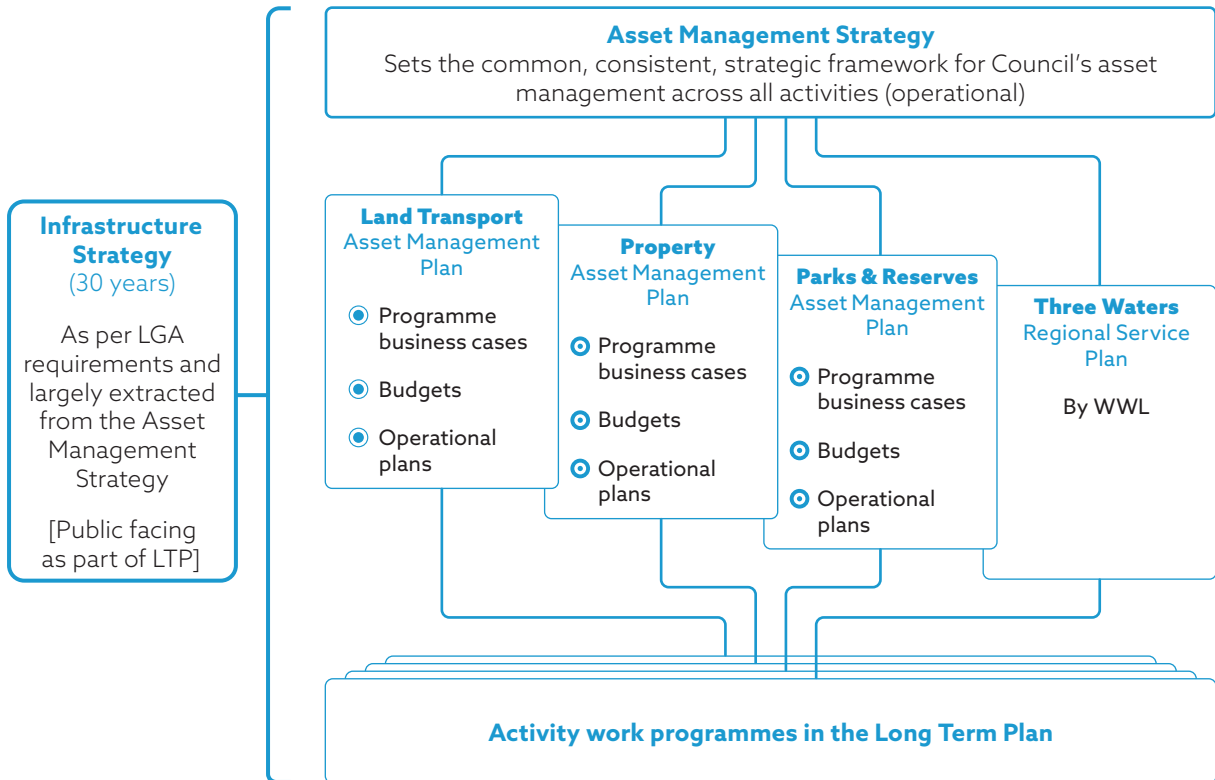 Asset Management Strategy
Sets the common, consistent, strategic framework for Council’s asset
management across all activities (operational)
Infrastructure
Strategy
(30 years)
As per LGA
requirements and
largely extracted
from the Asset
Management
Strategy
[Public facing
as part of LTP]
Land Transport
Asset Management
Plan
Programme
business cases
Budgets
Operational
plans
Property
Asset Management
Plan
Programme
business cases
Budgets
Operational
plans
Parks & Reserves
Asset Management
Plan
Programme
business cases
Budgets
Operational
plans
Three Waters
Regional Service
Plan
By WWL
Activity work programmes in the Long Term Plan